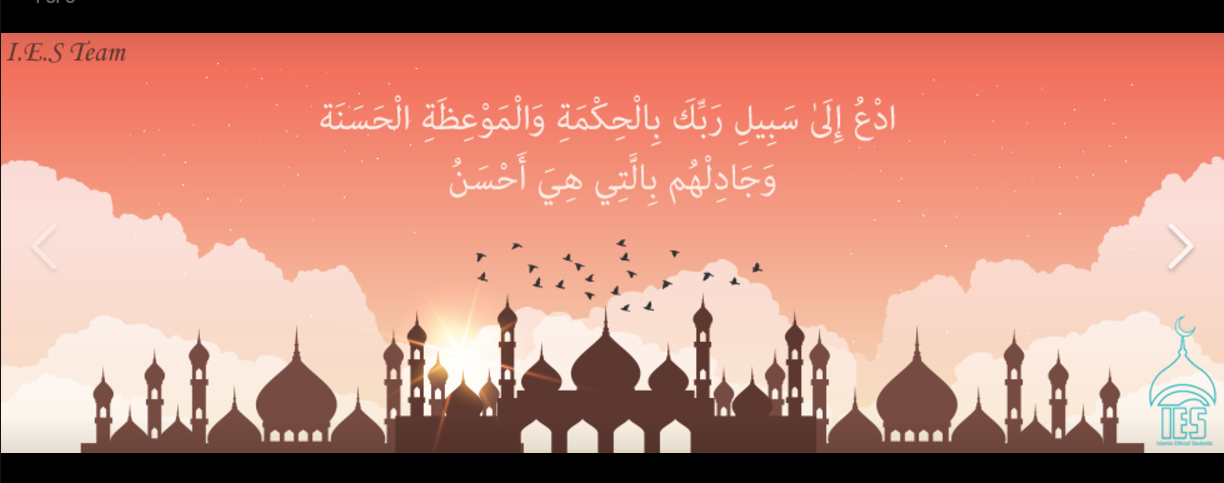 I.E.S Team
ادْعُ إِلَىٰ سَبِيلِ رَبِّكَ بِالْحِكْمَةِ وَالْمَوْعِظَةِ الْحَسَنَة
وَجَادِلْهُم بِالَّتِي هِيَ أَحْسَنُ
IES